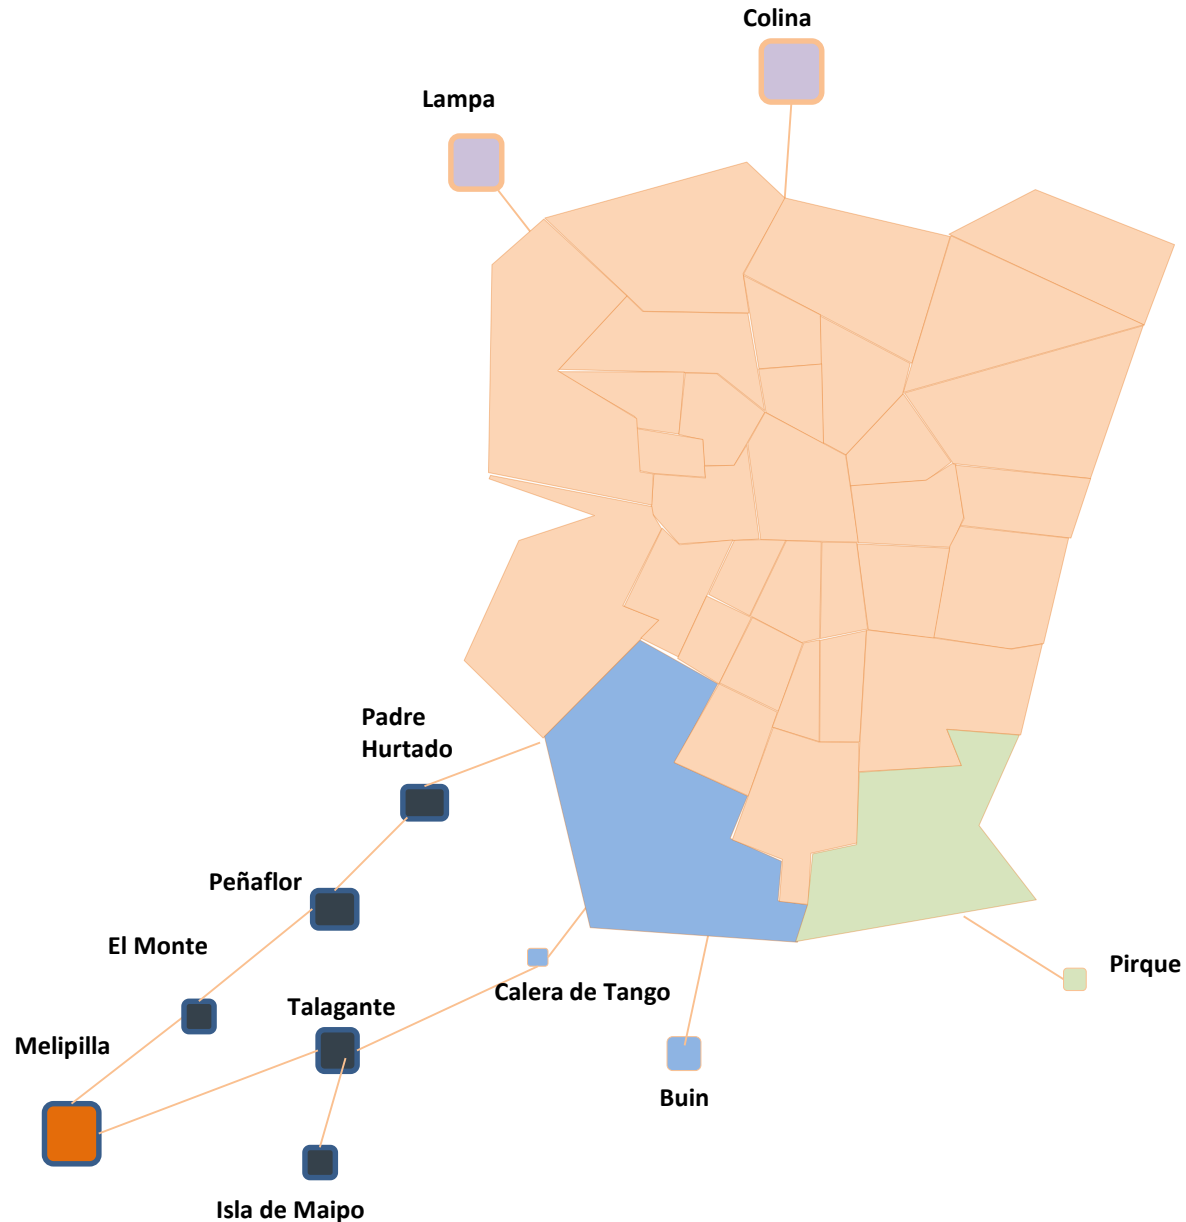 Colina
Lampa
Padre
Hurtado
Peñaflor
El Monte
Pirque
Calera de Tango
Talagante
Melipilla
Buin
Isla de Maipo